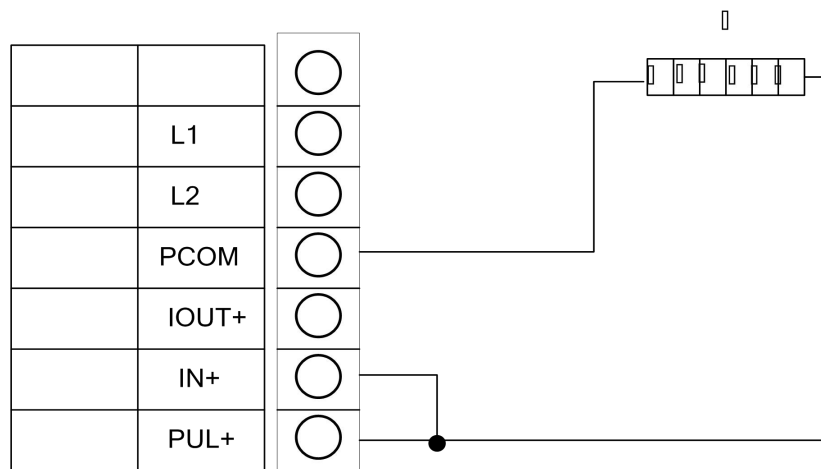 L1
L2
PCOM
IOUT+
IN+
PUL+